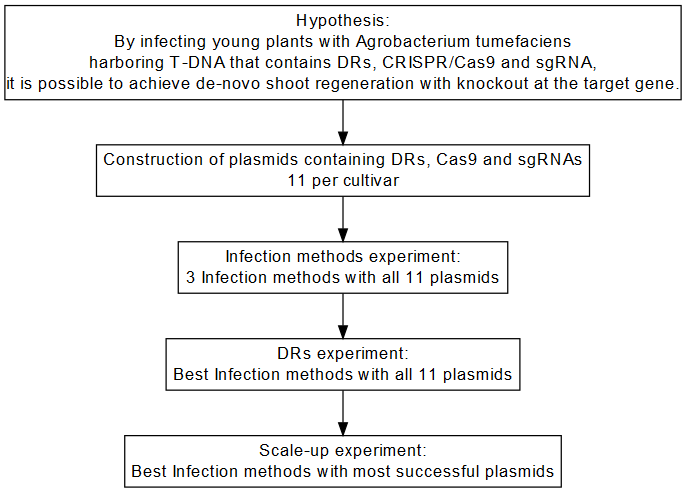 Hypothesis:
By infecting young plants with Agrobacterium tumefaciens
harboring T-DNA that contains DRs, CRISPR/Cas9 and sgRNA,
it is possible to achieve de-novo shoot regeneration with knockout at the target gene.
Construction of plasmids containing DRs, Cas9 and sgRNAs
11 per cultivar
Infection methods experiment:
3 Infection methods with all 11 plasmids
DRs experiment:
Best Infection methods with all 11 plasmids
Scale-up experiment:
Best Infection methods with most successful plasmids